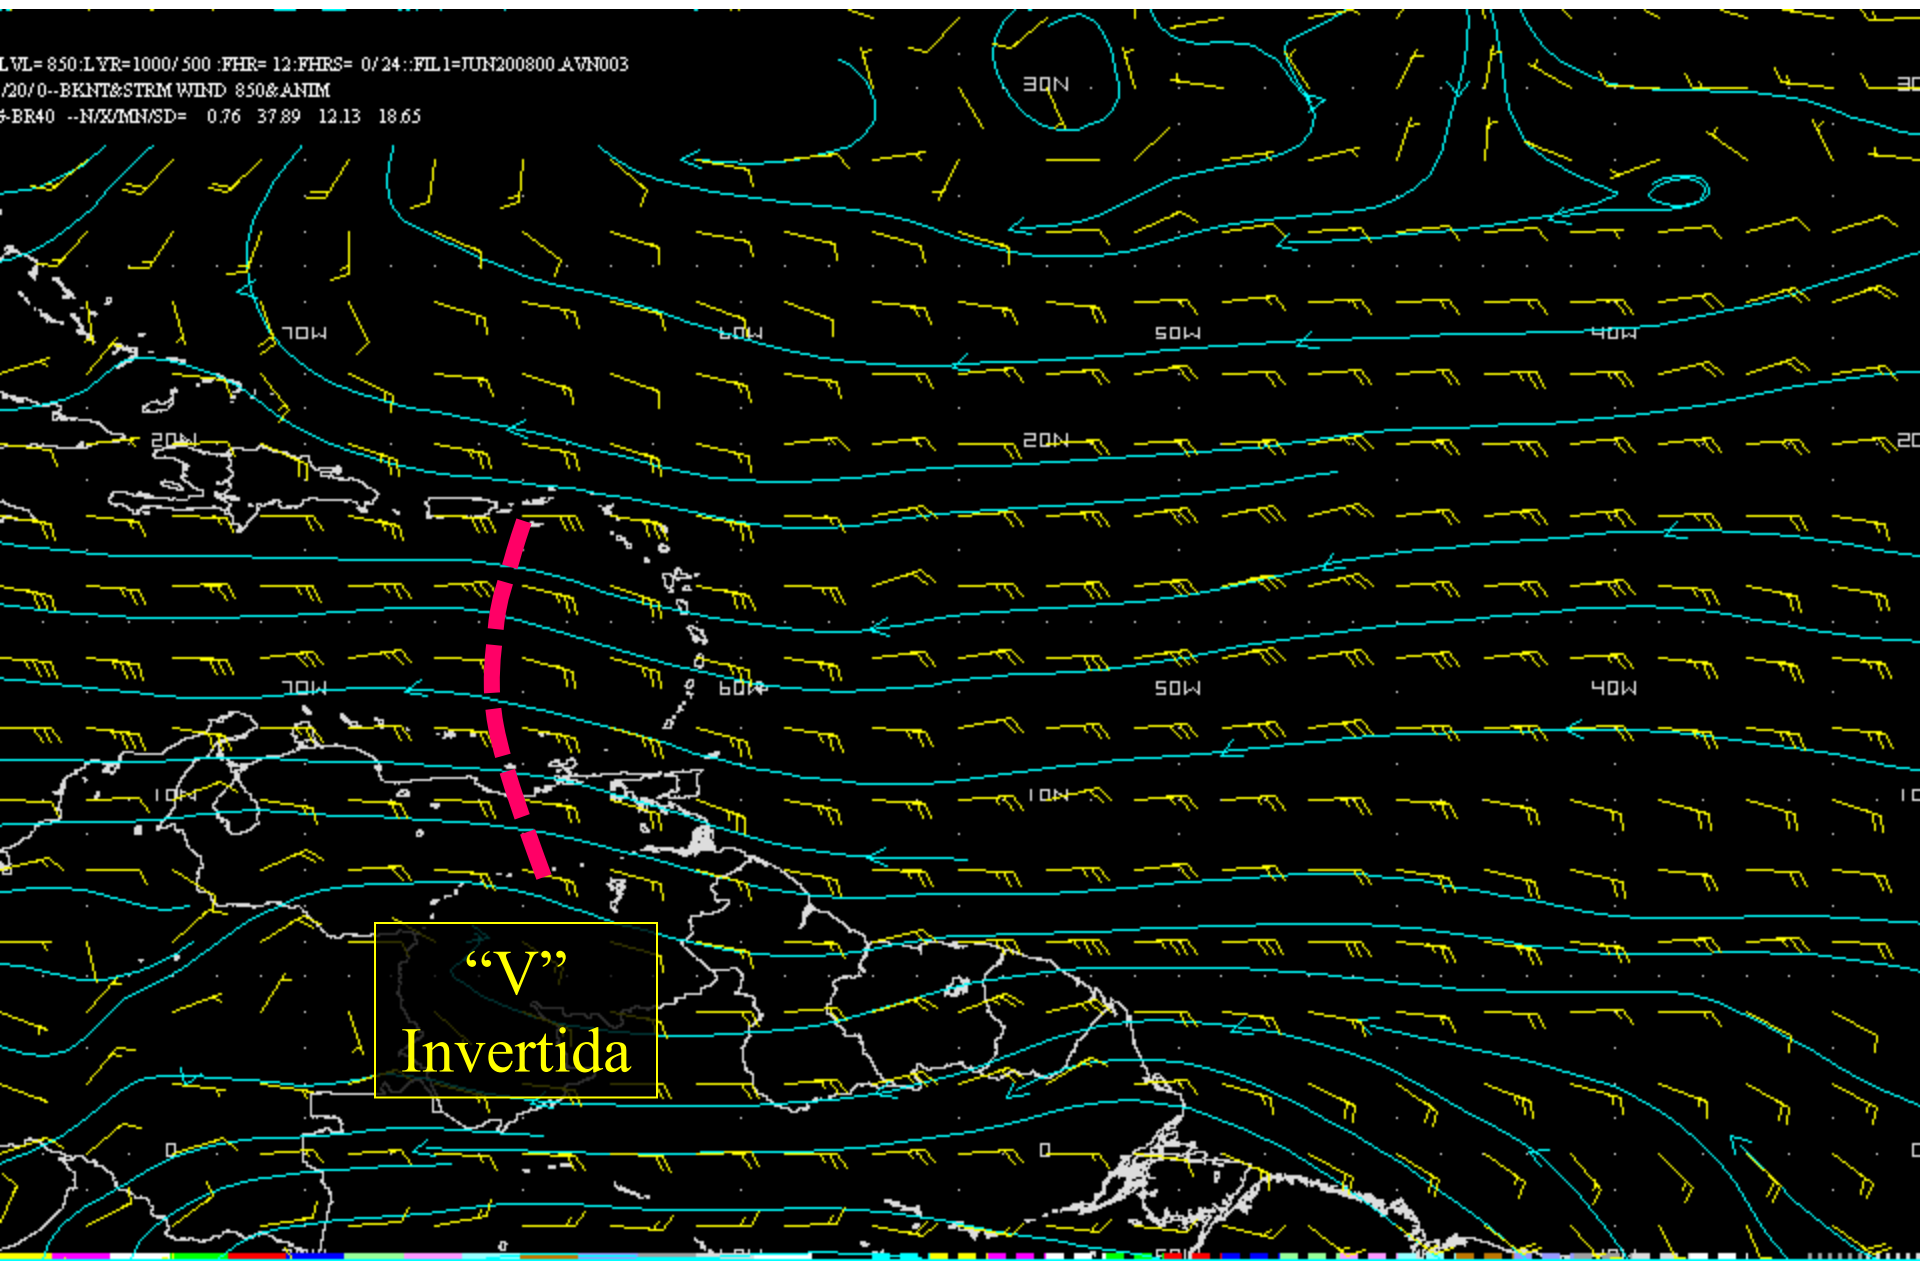 LVL= 850:LYR=1000/ 500 :FHR= 12:FHRS= 0/ 24::FIL1=JUN200800.AVN003
/20/ 0--BKNT&STRM WIND 850&ANIM
-BR40 --N/X/MN/SD= 0.76 37.89 12.13 18.65
30N
70W 60W 50W 40W
20N 20N
70W 60W 50W 40W
10N 10N
“V”
Invertida
0 0